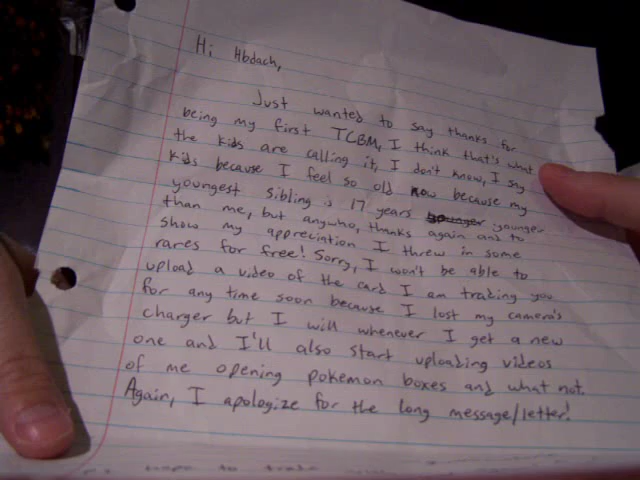 Hi Hbdach,
Just wanted to say thanks for
being my first TCBM, I think that's what
the kids are calling it, I don't know, I say
kids because I feel so old now because my
youngest sibling is 17 years younger
than me, but anywho, thanks again and to
show my appreciation I threw in some
rares for free! Sorry, I won't be able to
upload a video of the card I am trading you
for any time soon because I lost my camera's
charger but I will whenever I get a new
one and I'll also start uploading videos
of me opening pokemon boxes and what not.
Again, I apologize for the long message/letter!